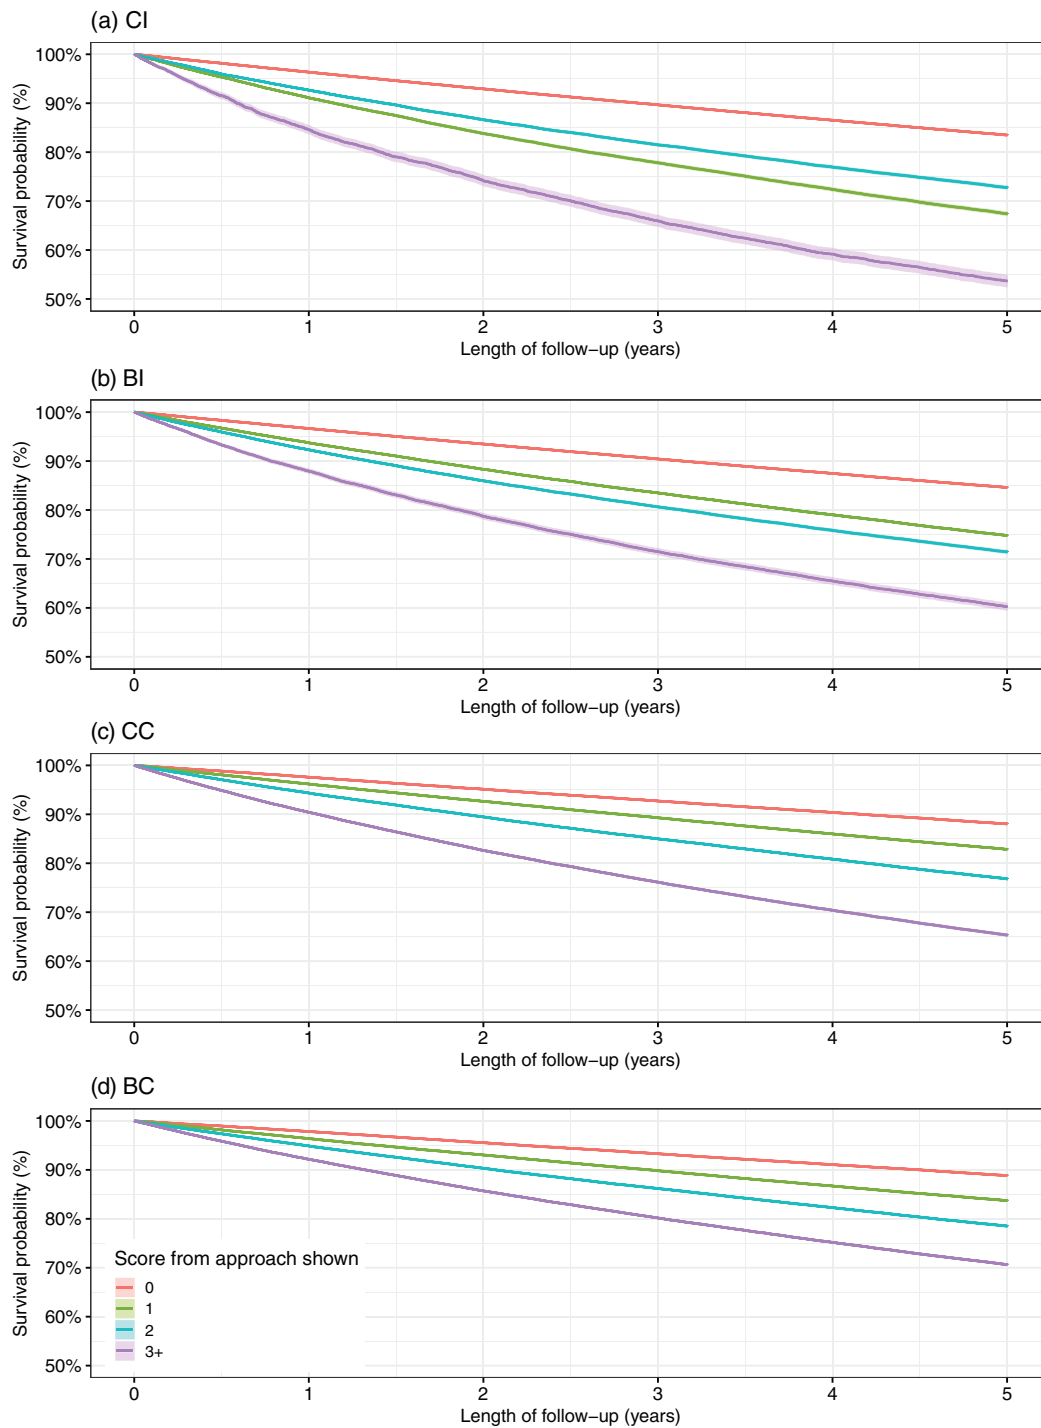 (a) CI
100%
90%
80%
70%
60%
50%
Survival probability (%)
0 1 2 3 4 5
Length of follow−up (years)
(b) BI
100%
90%
80%
70%
60%
50%
Survival probability (%)
0 1 2 3 4 5
Length of follow−up (years)
(c) CC
100%
90%
80%
70%
60%
50%
Survival probability (%)
0 1 2 3 4 5
Length of follow−up (years)
(d) BC
100%
90%
80%
70%
60%
50%
Survival probability (%)
Score from approach shown
0
1
2
3+
0 1 2 3 4 5
Length of follow−up (years)